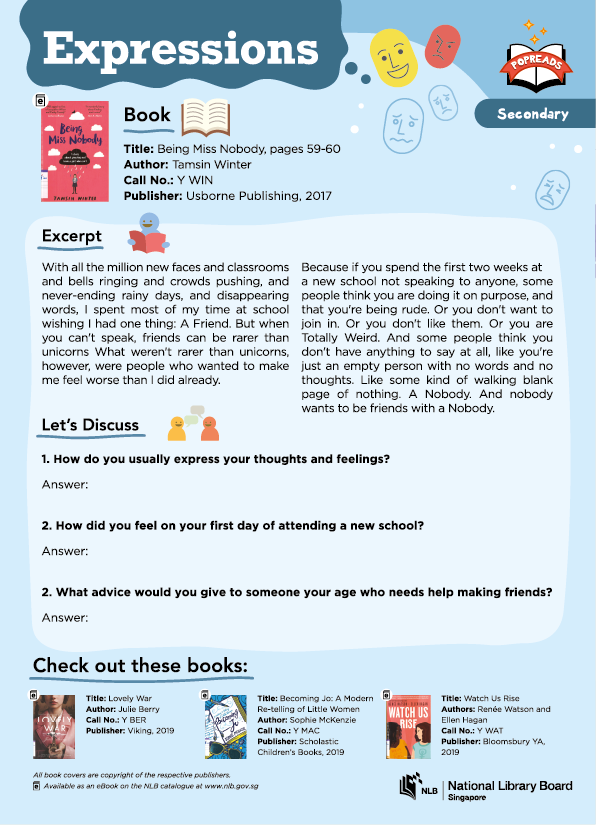 Expressions
POPREADS
Secondary
e
Being
Miss Nobody
TAMSIN WINTER
Book
Title: Being Miss Nobody, pages 59-60
Author: Tamsin Winter
Call No.: Y WIN
Publisher: Usborne Publishing, 2017
Excerpt
With all the million new faces and classrooms
and bells ringing and crowds pushing, and
never-ending rainy days, and disappearing
words, I spent most of my time at school
wishing I had one thing: A Friend. But when
you can't speak, friends can be rarer than
unicorns What weren't rarer than unicorns,
however, were people who wanted to make
me feel worse than I did already.
Because if you spend the first two weeks at
a new school not speaking to anyone, some
people think you are doing it on purpose, and
that you're being rude. Or you don't want to
join in. Or you don't like them. Or you are
Totally Weird. And some people think you
don't have anything to say at all, like you're
just an empty person with no words and no
thoughts. Like some kind of walking blank
page of nothing. A Nobody. And nobody
wants to be friends with a Nobody.
Let's Discuss
1. How do you usually express your thoughts and feelings?
Answer:
2. How did you feel on your first day of attending a new school?
Answer:
2. What advice would you give to someone your age who needs help making friends?
Answer:
Check out these books:
e
LOVELY
WAR
Title: Lovely War
Author: Julie Berry
Call No.: Y BER
Publisher: Viking, 2019
e
Becoming
Jo
Title: Becoming Jo: A Modern
Re-telling of Little Women
Author: Sophie McKenzie
Call No.: Y MAC
Publisher: Scholastic
Children's Books, 2019
e
WATCH US
RISE
Title: Watch Us Rise
Authors: Renée Watson and
Ellen Hagan
Call No.: Y WAT
Publisher: Bloomsbury YA,
2019
All book covers are copyright of the respective publishers.
e Available as an eBook on the NLB catalogue at www.nlb.gov.sg
NLB
National Library Board
Singapore